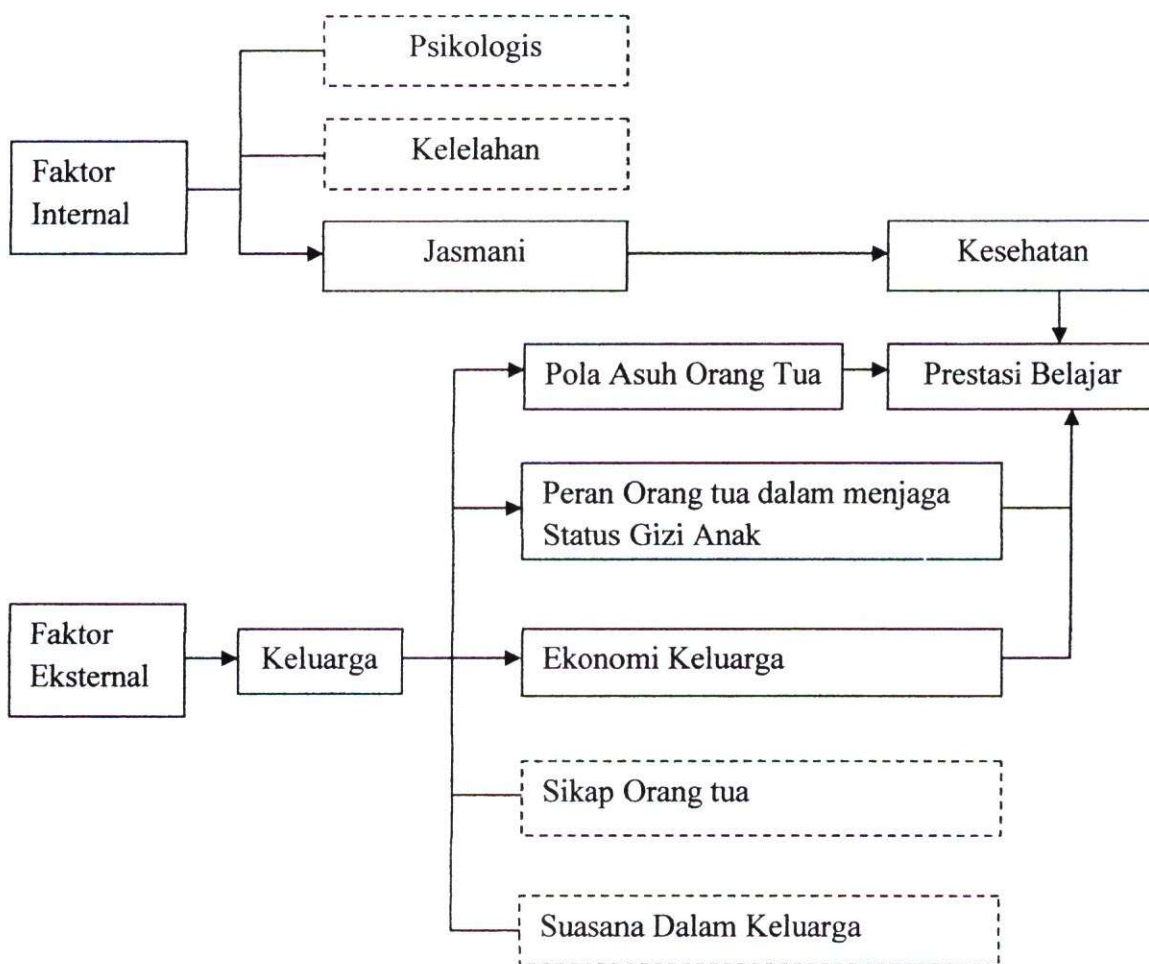 Psikologis
Kelelahan
Faktor
Internal
Jasmani
Kesehatan
Pola Asuh Orang Tua
Prestasi Belajar
Peran Orang tua dalam menjaga
Status Gizi Anak
Faktor
Eksternal
Keluarga
Ekonomi Keluarga
Sikap Orang tua
Suasana Dalam Keluarga